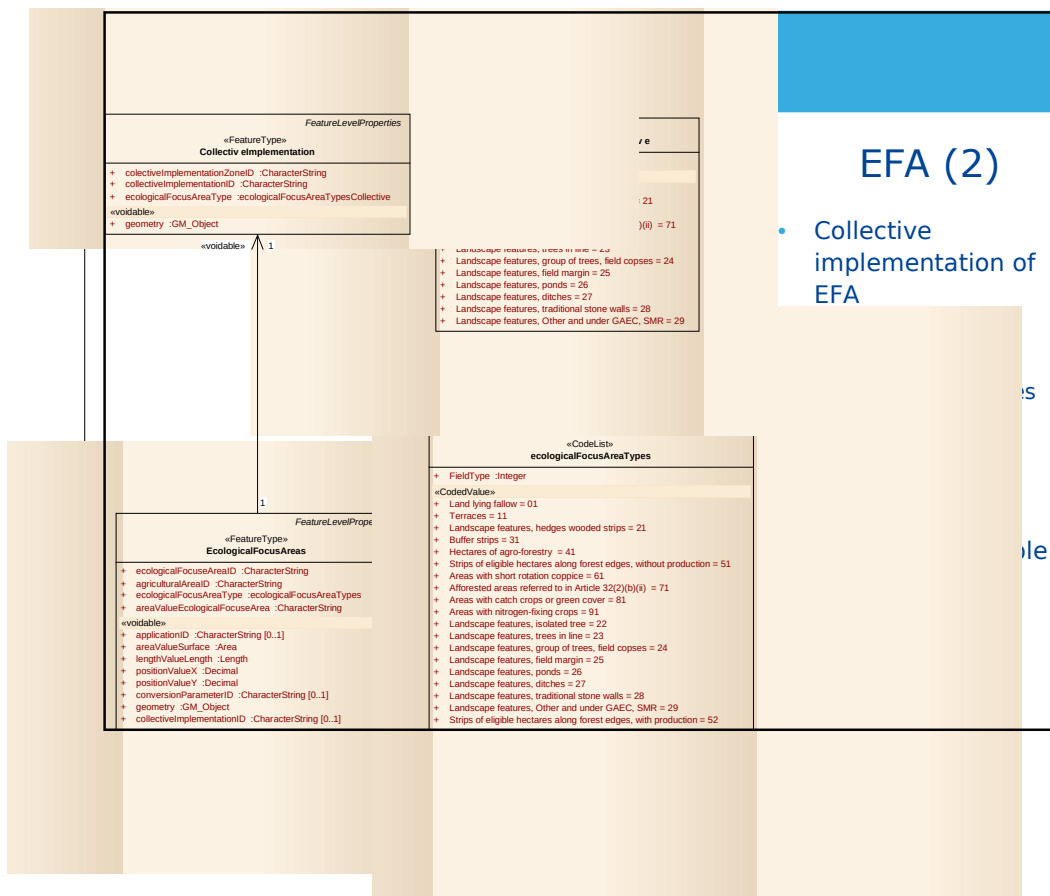 FeatureLevelProperties
«FeatureType»
Collectiv eImplementation
+ colectiveImplementationZoneID :CharacterString
+ collectiveImplementationID :CharacterString
+ ecologicalFocusAreaType :ecologicalFocusAreaTypesCollective
«voidable»
+ geometry :GM_Object
«voidable» 1
v e
21
)(ii) = 71
+ Landscape features, trees in line = 23
+ Landscape features, group of trees, field copses = 24
+ Landscape features, field margin = 25
+ Landscape features, ponds = 26
+ Landscape features, ditches = 27
+ Landscape features, traditional stone walls = 28
+ Landscape features, Other and under GAEC, SMR = 29
EFA (2)
• Collective
implementation of
EFA
1
FeatureLevelPrope
«FeatureType»
EcologicalFocusAreas
+ ecologicalFocuseAreaID :CharacterString
+ agriculturalAreaID :CharacterString
+ ecologicalFocusAreaType :ecologicalFocusAreaTypes
+ areaValueEcologicalFocuseArea :CharacterString
«voidable»
+ applicationID :CharacterString [0..1]
+ areaValueSurface :Area
+ lengthValueLength :Length
+ positionValueX :Decimal
+ positionValueY :Decimal
+ conversionParameterID :CharacterString [0..1]
+ geometry :GM_Object
+ collectiveImplementationID :CharacterString [0..1]
«CodeList»
ecologicalFocusAreaTypes
+ FieldType :Integer
«CodedValue»
+ Land lying fallow = 01
+ Terraces = 11
+ Landscape features, hedges wooded strips = 21
+ Buffer strips = 31
+ Hectares of agro-forestry = 41
+ Strips of eligible hectares along forest edges, without production = 51
+ Areas with short rotation coppice = 61
+ Afforested areas referred to in Article 32(2)(b)(ii) = 71
+ Areas with catch crops or green cover = 81
+ Areas with nitrogen-fixing crops = 91
+ Landscape features, isolated tree = 22
+ Landscape features, trees in line = 23
+ Landscape features, group of trees, field copses = 24
+ Landscape features, field margin = 25
+ Landscape features, ponds = 26
+ Landscape features, ditches = 27
+ Landscape features, traditional stone walls = 28
+ Landscape features, Other and under GAEC, SMR = 29
+ Strips of eligible hectares along forest edges, with production = 52
es
ole